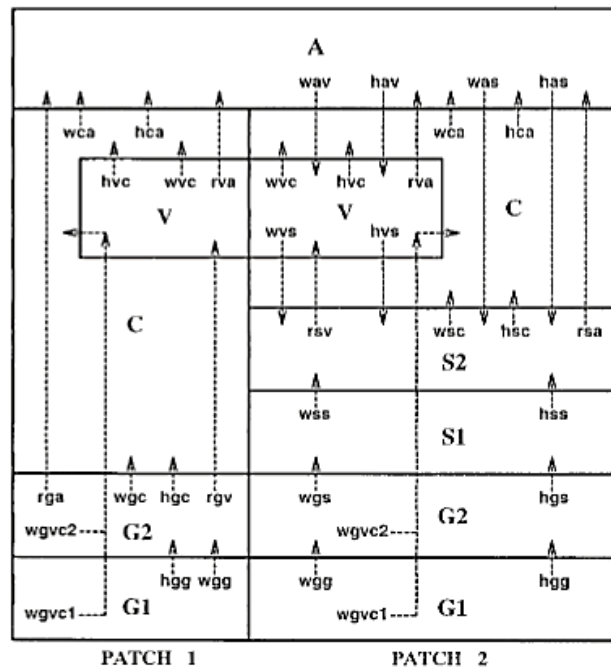 A
wav hav was has
wca hca wca hca
hvc wvc rva wvc hvc rva
V V C
wvs hvs
C
rsv wsc hsc rsa
S2
wss hss
S1
rga wgc hgc rgv wgs hgs
wgvc2 G2 wgvc2 G2
hgg wgg wgg hgg
wgvc1 G1 wgvc1 G1
PATCH 1 PATCH 2